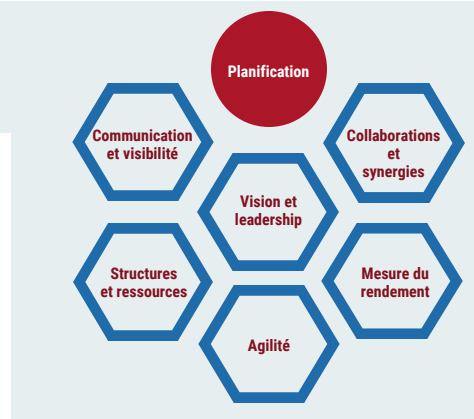 Planification
Communication
et visibilité
Collaborations
et
synergies
Vision et
leadership
Structures
et ressources
Mesure du
rendement
Agilité